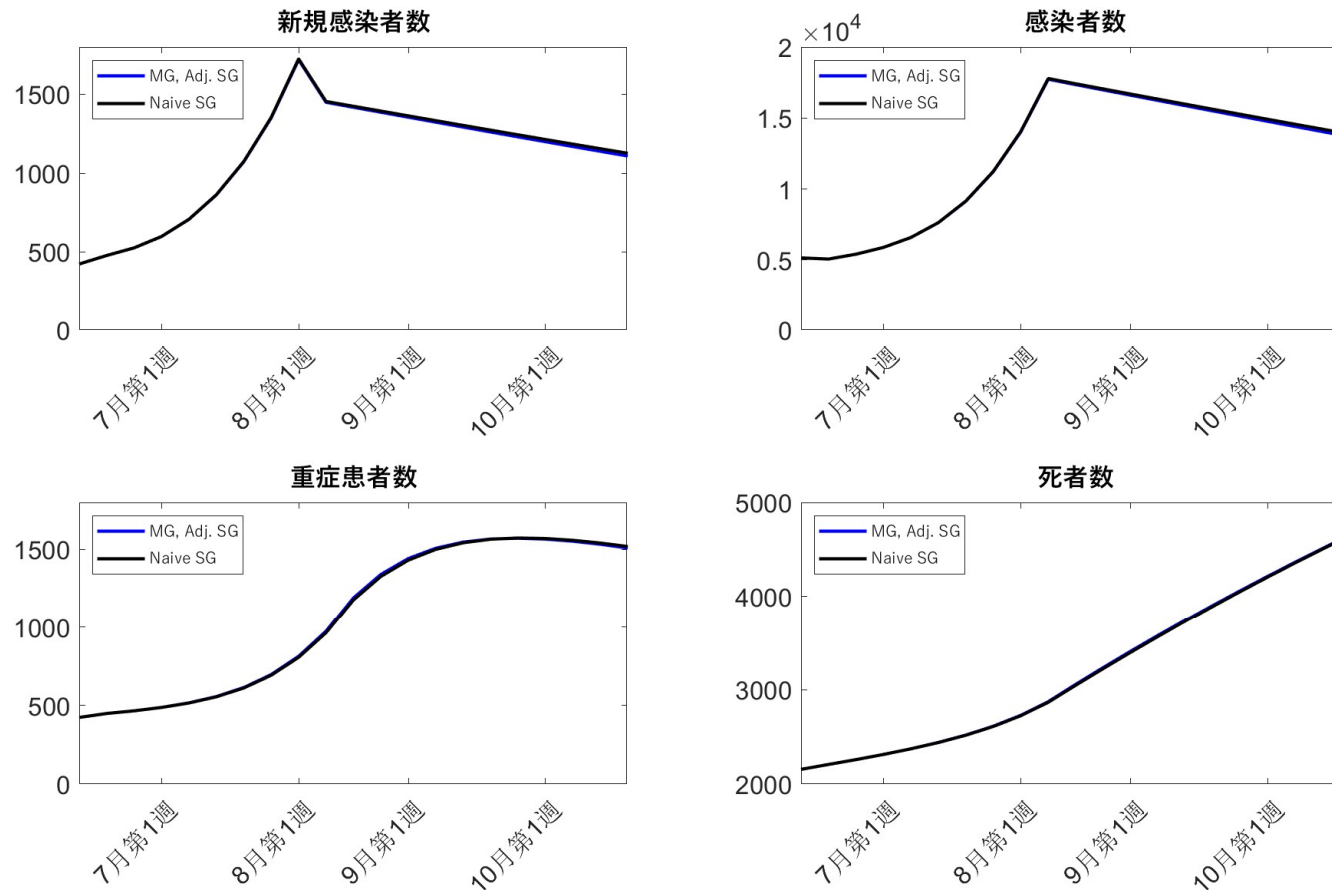 新規感染者数
MG, Adj. SG
Naive SG
1500
1000
500
0
7月第1週
8月第1週
9月第1週
10月第1週
感染者数
×10⁴
MG, Adj. SG
Naive SG
2
1.5
1
0.5
0
7月第1週
8月第1週
9月第1週
10月第1週
重症患者数
MG, Adj. SG
Naive SG
1500
1000
500
0
7月第1週
8月第1週
9月第1週
10月第1週
死者数
MG, Adj. SG
Naive SG
5000
4000
3000
2000
7月第1週
8月第1週
9月第1週
10月第1週